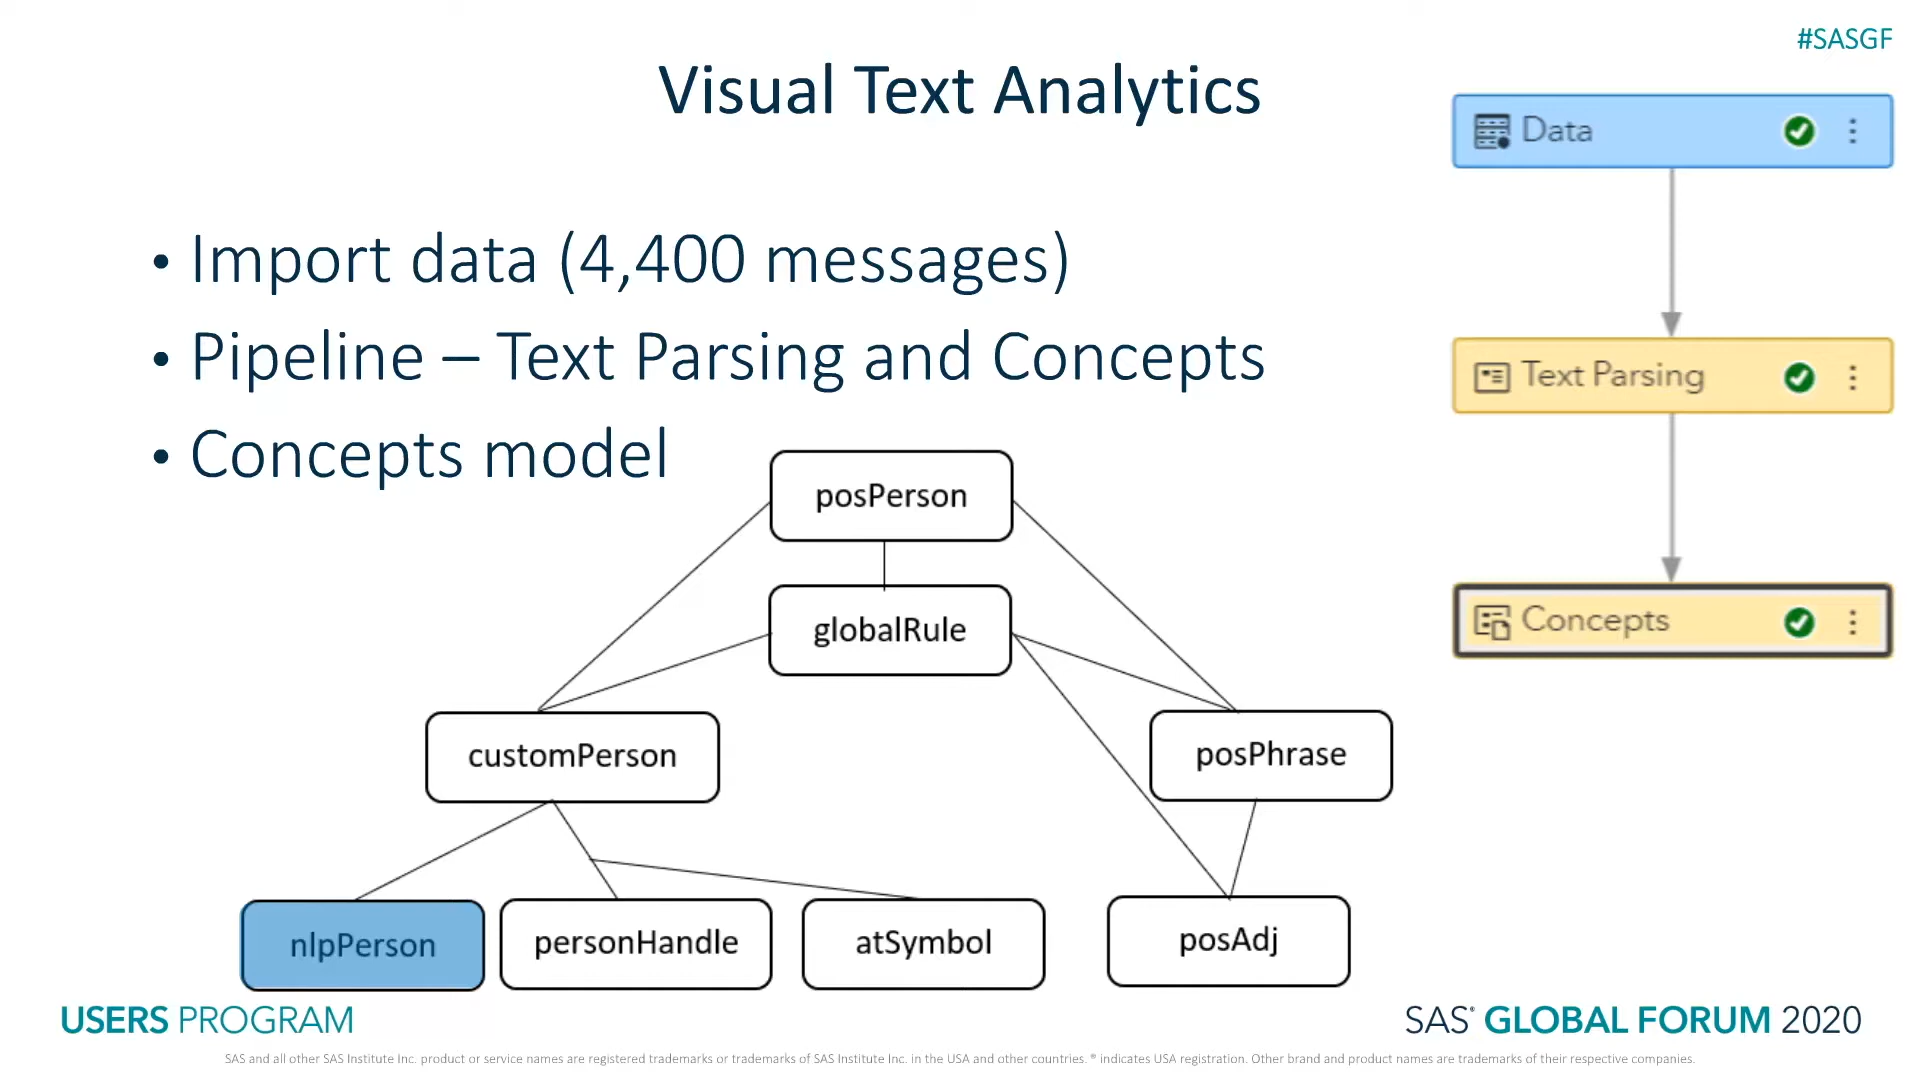 #SASGF
Visual Text Analytics
• Import data (4,400 messages)
• Pipeline – Text Parsing and Concepts
• Concepts model
Data
Text Parsing
Concepts
posPerson
globalRule
customPerson
posPhrase
nlpPerson
personHandle
atSymbol
posAdj
USERS PROGRAM
SAS® GLOBAL FORUM 2020
SAS and all other SAS Institute Inc. product or service names are registered trademarks or trademarks of SAS Institute Inc. in the USA and other countries. ® indicates USA registration. Other brand and product names are trademarks of their respective companies.